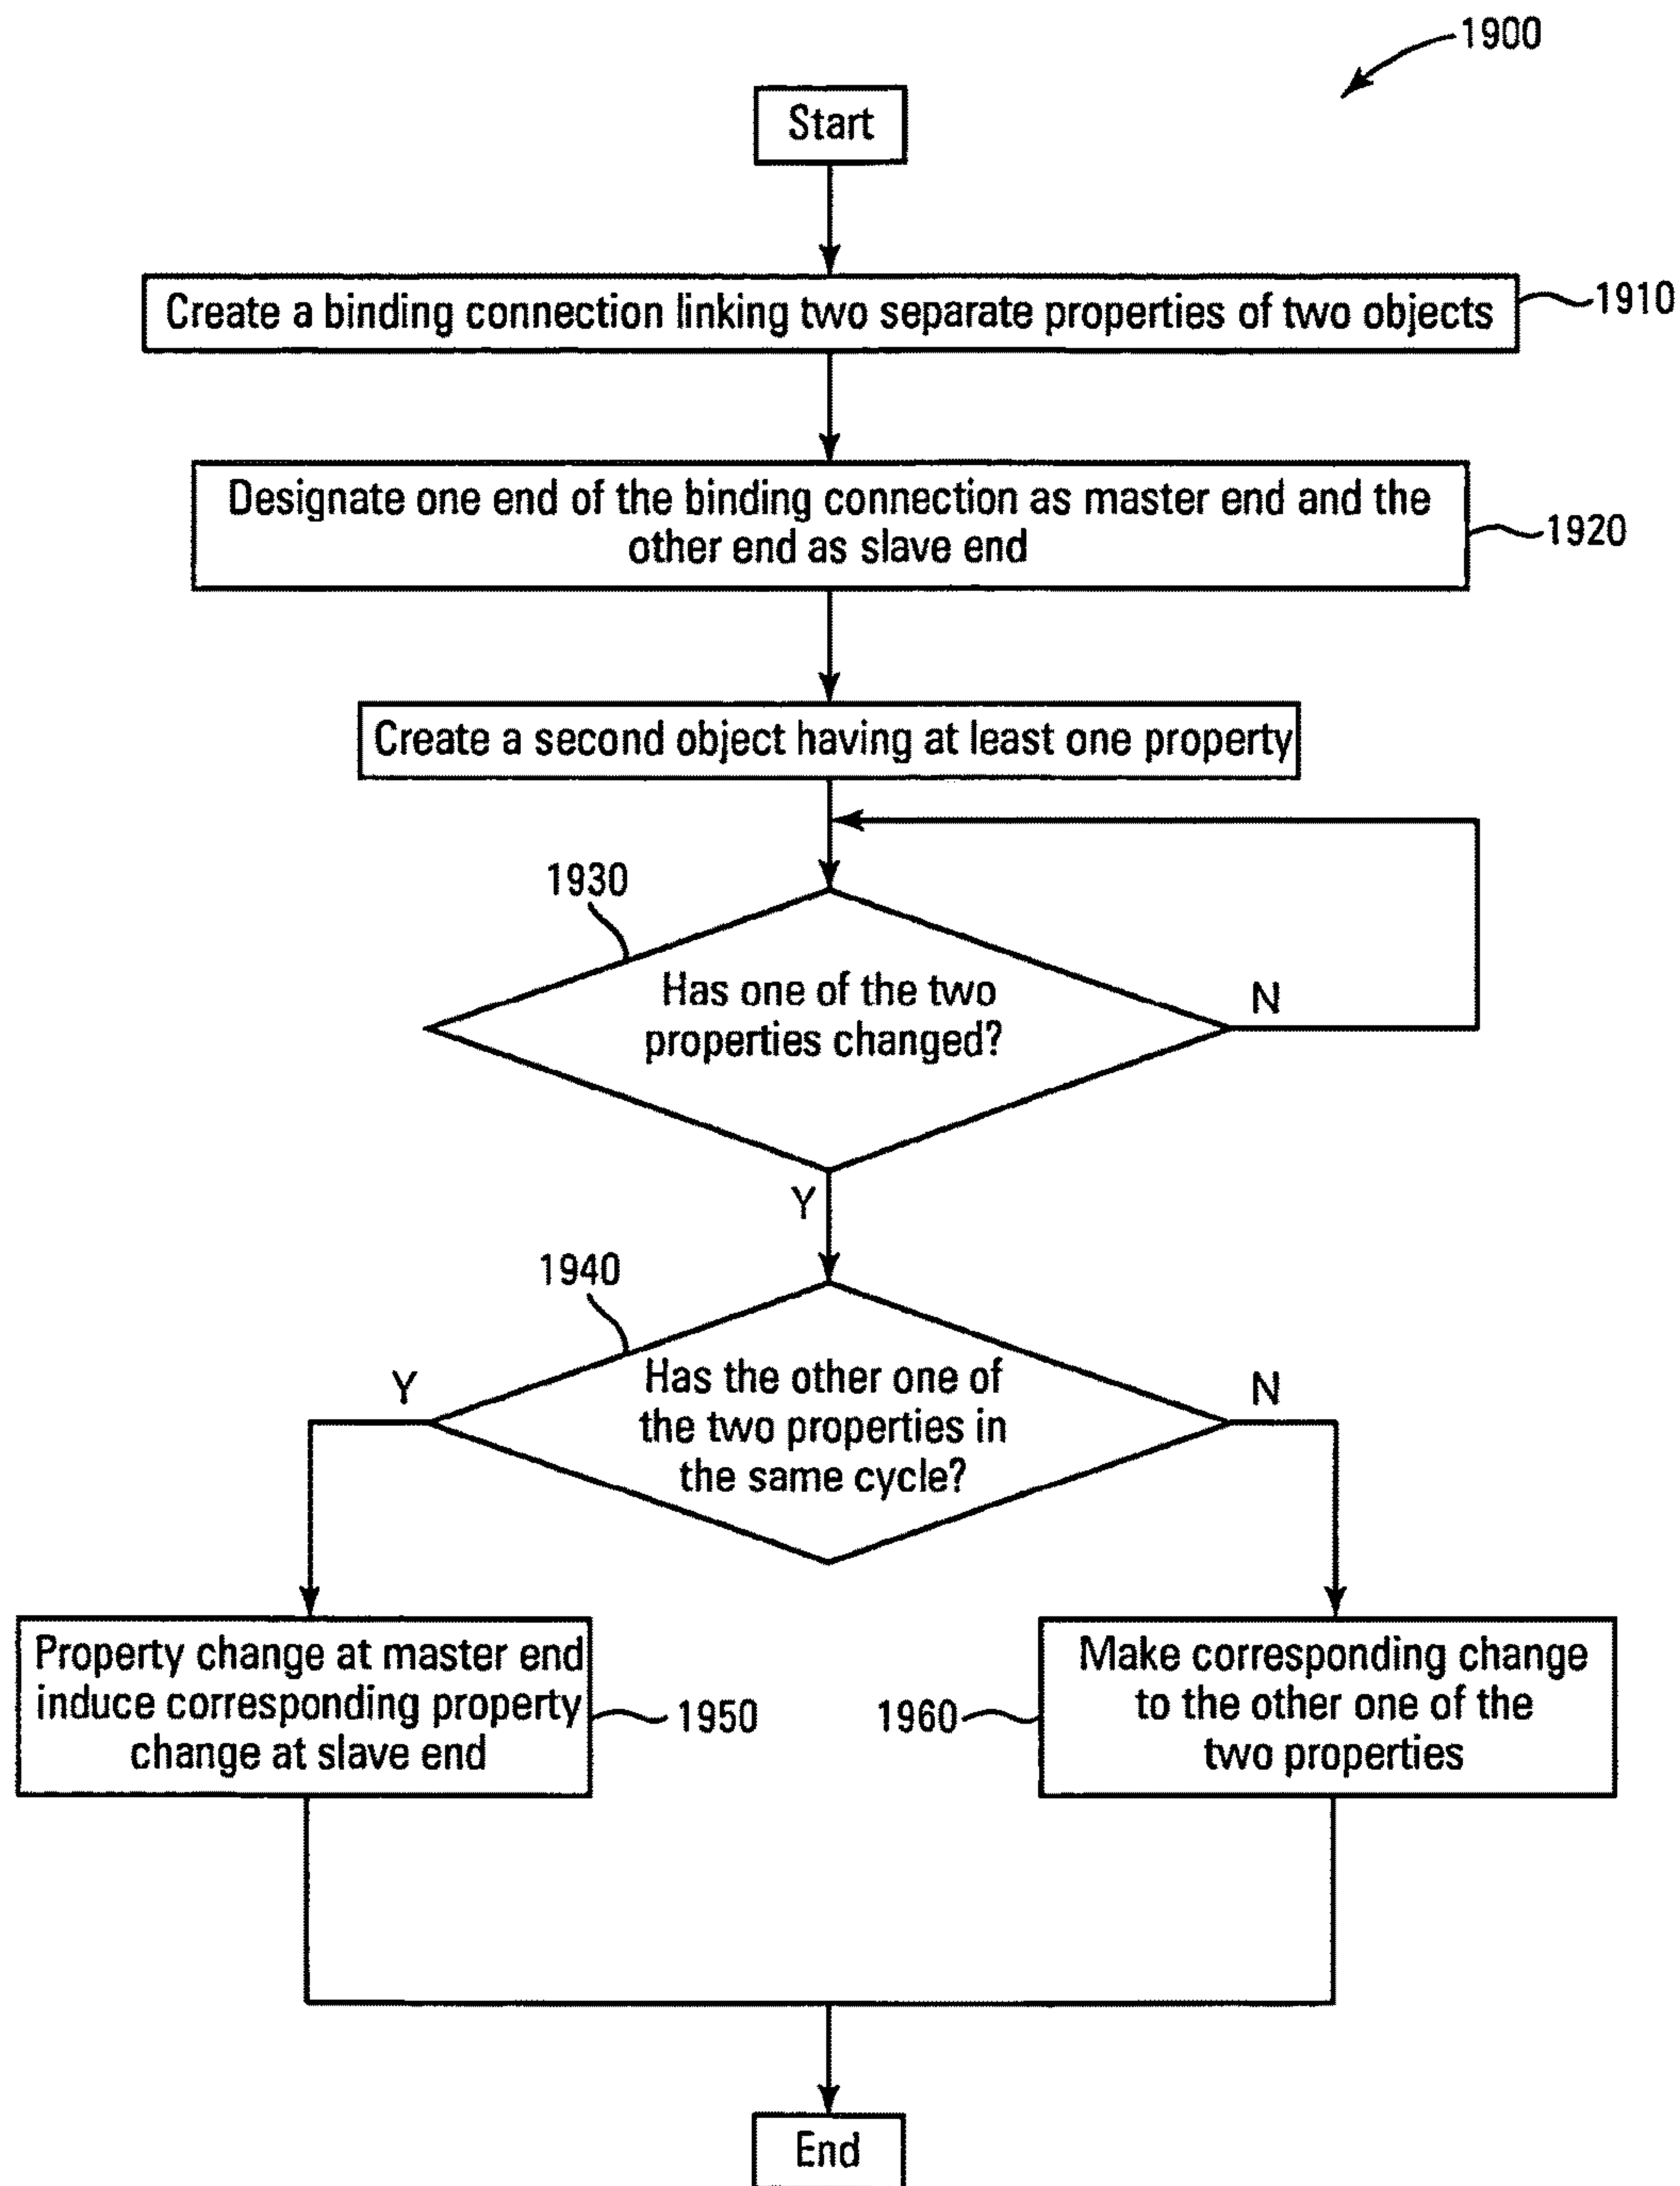 1900
Start
Create a binding connection linking two separate properties of two objects
1910
Designate one end of the binding connection as master end and the
other end as slave end
1920
Create a second object having at least one property
1930
Has one of the two
properties changed?
N
Y
1940
Has the other one of
the two properties in
the same cycle?
Y
N
Property change at master end
induce corresponding property
change at slave end
1950
1960
Make corresponding change
to the other one of the
two properties
End